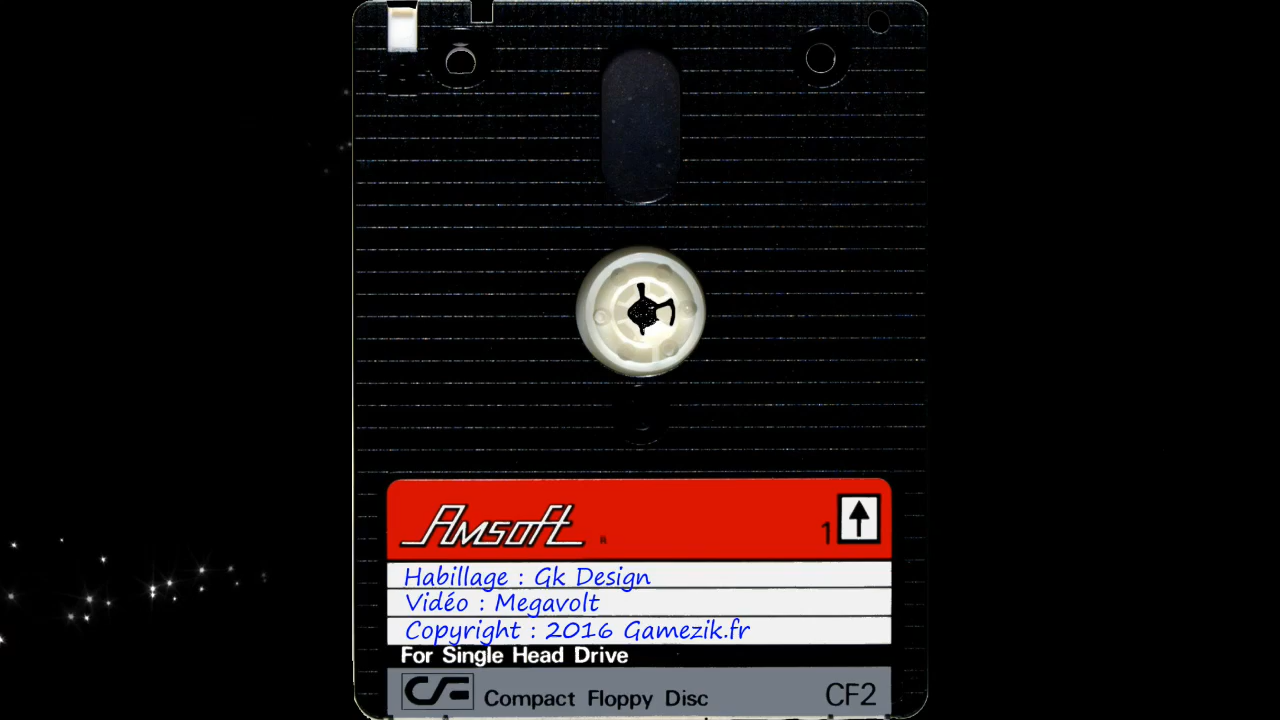 Amsoft
1
Habillage : Gk Design
Vidéo : Megavolt
Copyright : 2016 Gamezik.fr
For Single Head Drive
CF Compact Floppy Disc CF2